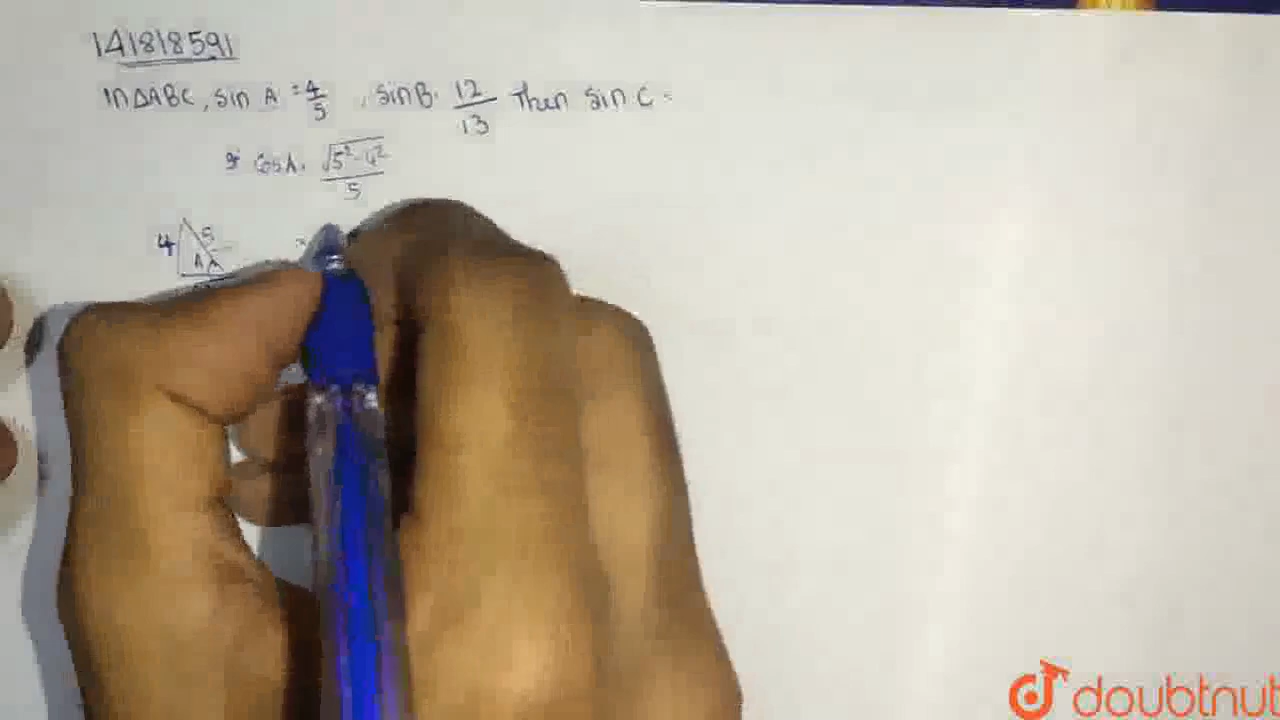 141818591
In ΔABC, sin A = 4/5, sin B. 12/13 Then sin C =
cos A. √5²-4²/5
4 5 A
doubtnut